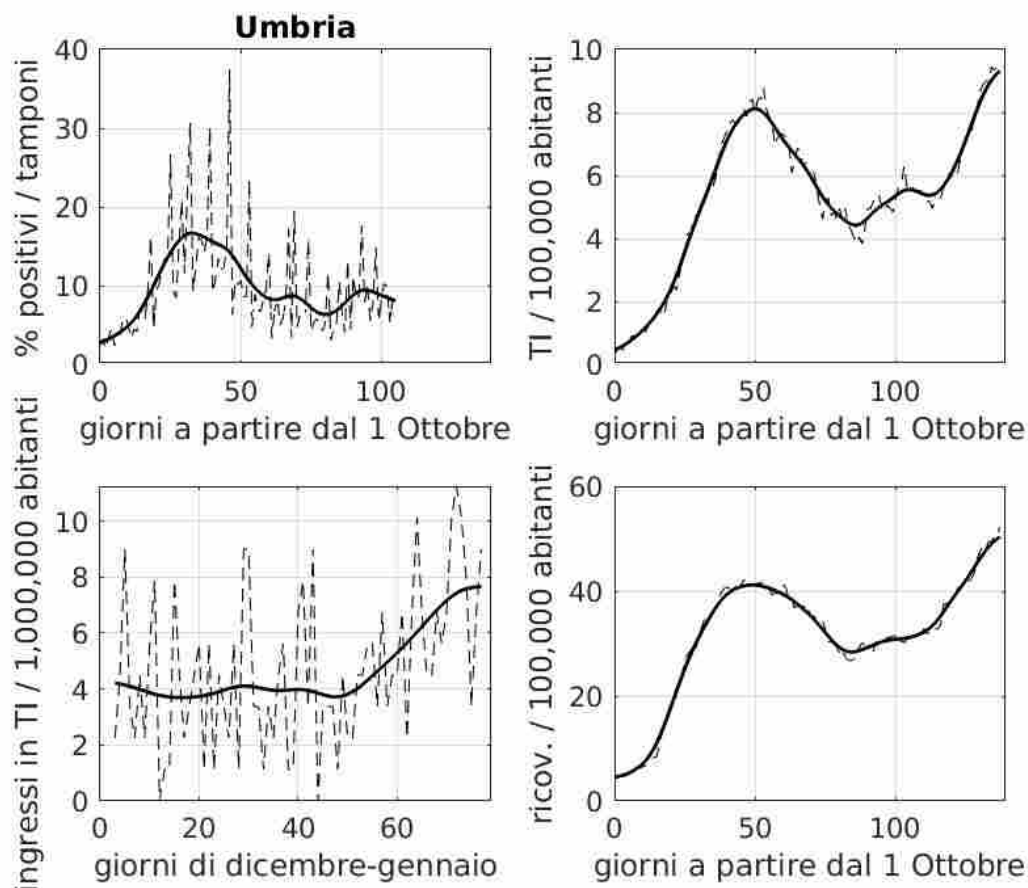 Umbria
% positivi / tamponi
40
30
20
10
0
0 50 100
giorni a partire dal 1 Ottobre
TI / 100,000 abitanti
10
8
6
4
2
0
0 50 100
giorni a partire dal 1 Ottobre
ingressi in TI / 1,000,000 abitanti
10
8
6
4
2
0
0 20 40 60
giorni di dicembre-gennaio
ricov. / 100,000 abitanti
60
40
20
0
0 50 100
giorni a partire dal 1 Ottobre